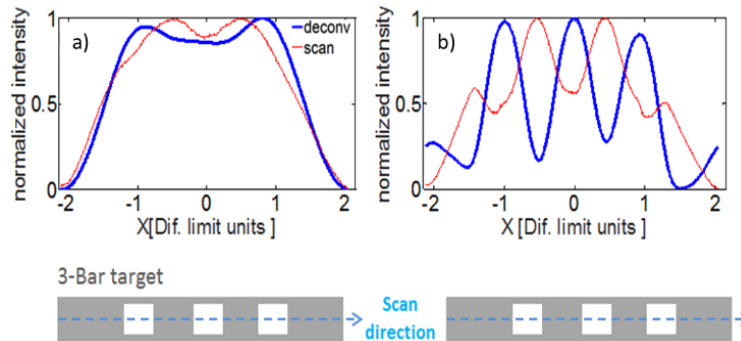 a)
deconv
scan
normalized intensity
1
0.5
0
-2 -1 0 1 2
X[Dif. limit units ]
b)
normalized intensity
1
0.5
0
-2 -1 0 1 2
X [Dif. limit units ]
3-Bar target
Scan
direction